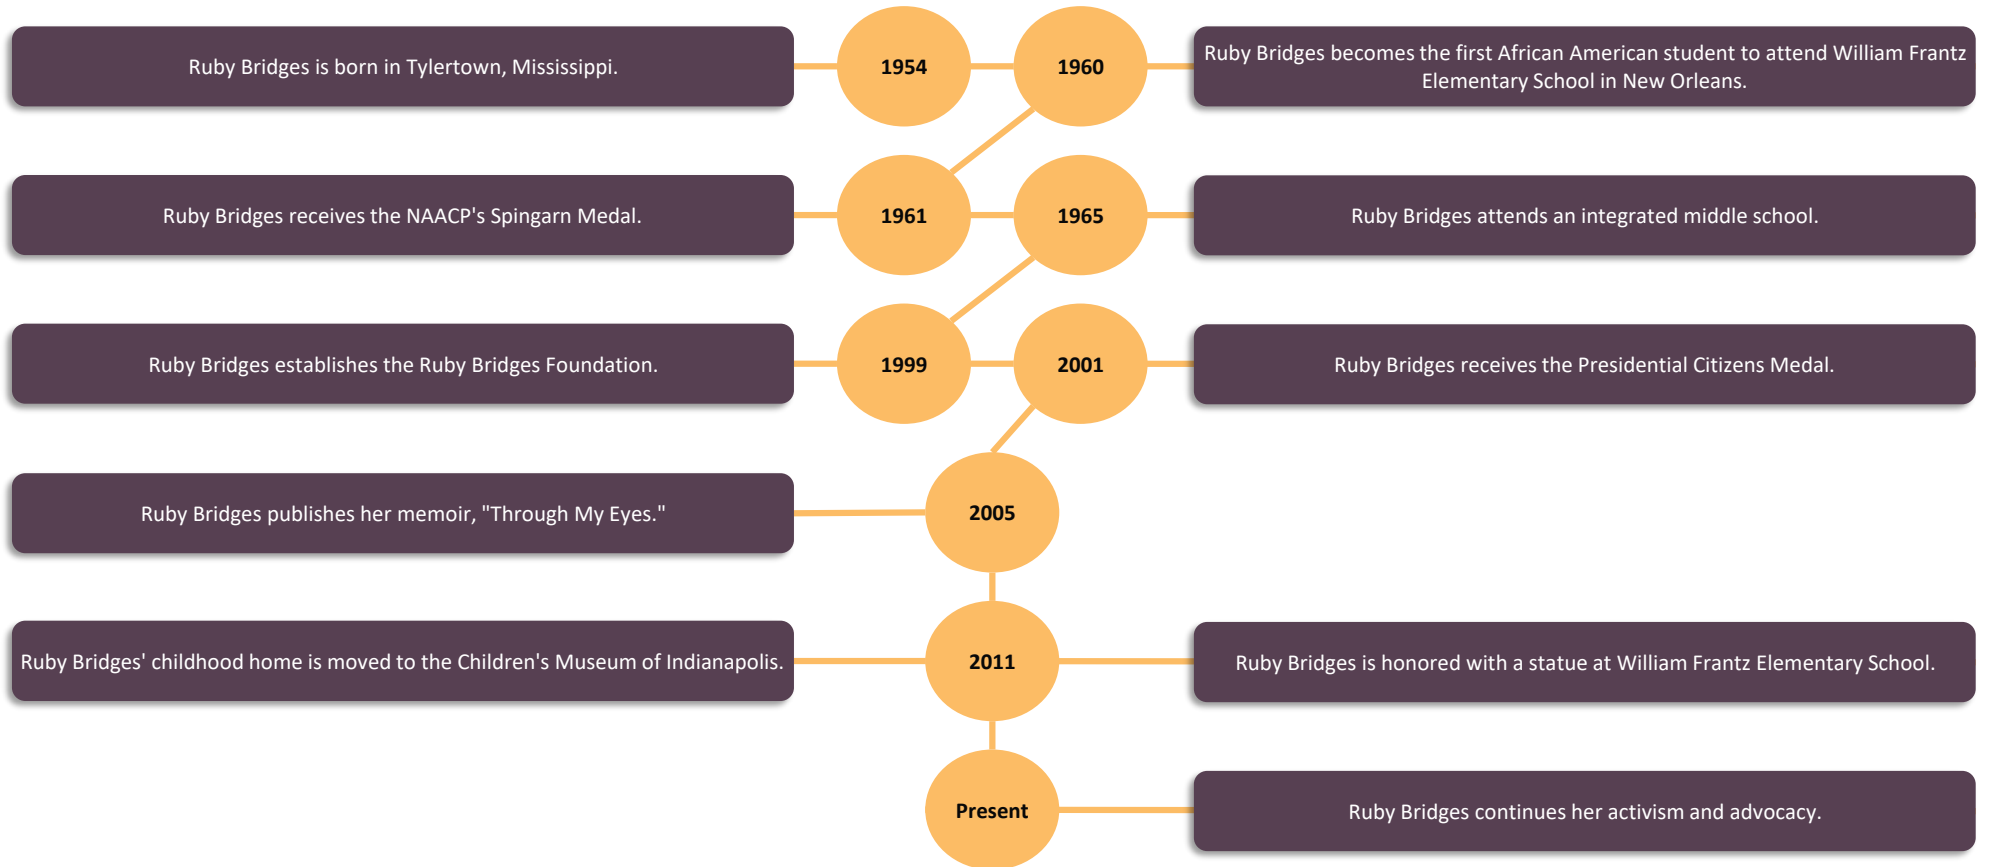 Ruby Bridges is born in Tylertown, Mississippi.
1954
1960
Ruby Bridges becomes the first African American student to attend William Frantz
Elementary School in New Orleans.
Ruby Bridges receives the NAACP's Spingarn Medal.
1961
1965
Ruby Bridges attends an integrated middle school.
Ruby Bridges establishes the Ruby Bridges Foundation.
1999
2001
Ruby Bridges receives the Presidential Citizens Medal.
Ruby Bridges publishes her memoir, "Through My Eyes."
2005
Ruby Bridges' childhood home is moved to the Children's Museum of Indianapolis.
2011
Ruby Bridges is honored with a statue at William Frantz Elementary School.
Present
Ruby Bridges continues her activism and advocacy.